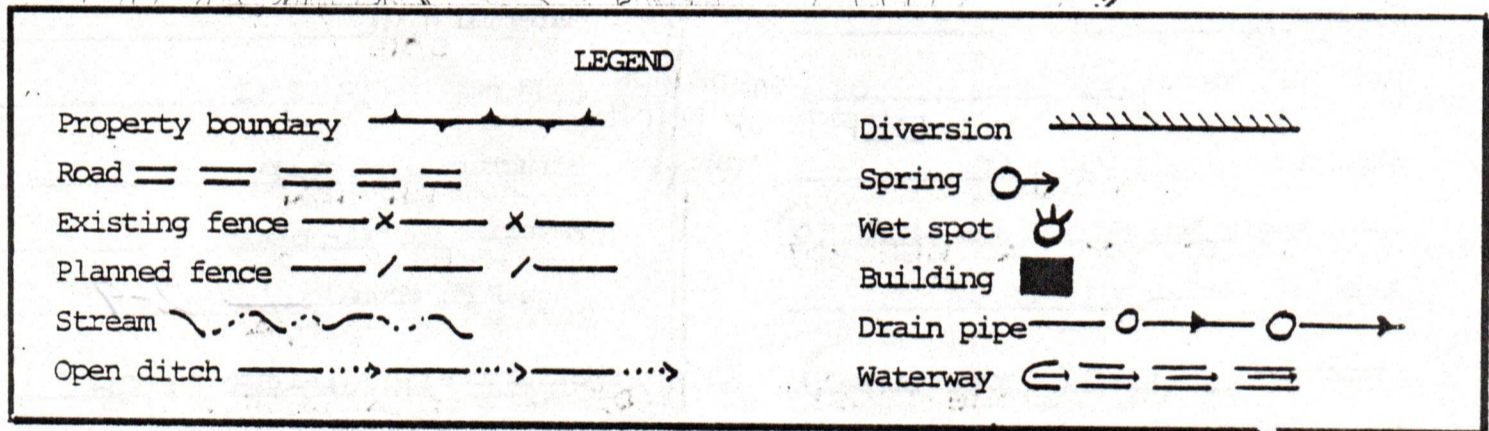 LEGEND
Property boundary
Road
Existing fence
Planned fence
Stream
Open ditch
Diversion
Spring
Wet spot
Building
Drain pipe
Waterway